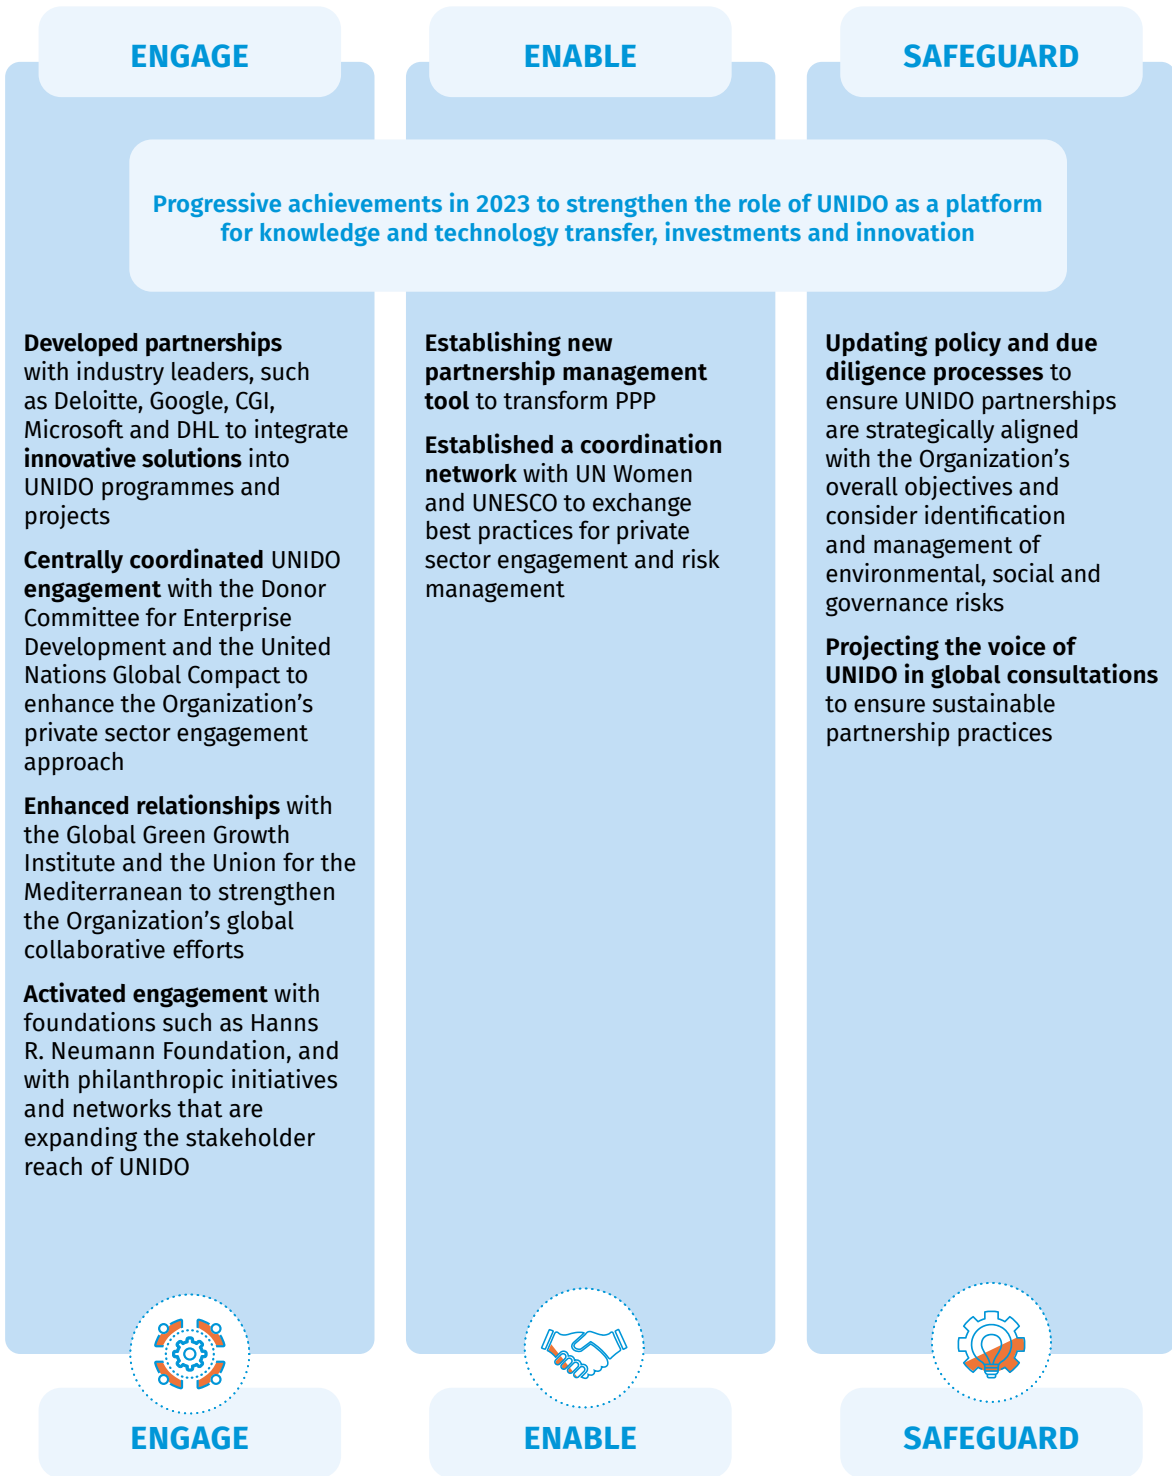 ENGAGE
ENABLE
SAFEGUARD
Progressive achievements in 2023 to strengthen the role of UNIDO as a platform
for knowledge and technology transfer, investments and innovation
Developed partnerships
with industry leaders, such
as Deloitte, Google, CGI,
Microsoft and DHL to integrate
innovative solutions into
UNIDO programmes and
projects
Centrally coordinated UNIDO
engagement with the Donor
Committee for Enterprise
Development and the United
Nations Global Compact to
enhance the Organization’s
private sector engagement
approach
Enhanced relationships with
the Global Green Growth
Institute and the Union for the
Mediterranean to strengthen
the Organization’s global
collaborative efforts
Activated engagement with
foundations such as Hanns
R. Neumann Foundation, and
with philanthropic initiatives
and networks that are
expanding the stakeholder
reach of UNIDO
Establishing new
partnership management
tool to transform PPP
Established a coordination
network with UN Women
and UNESCO to exchange
best practices for private
sector engagement and risk
management
Updating policy and due
diligence processes to
ensure UNIDO partnerships
are strategically aligned
with the Organization’s
overall objectives and
consider identification
and management of
environmental, social and
governance risks
Projecting the voice of
UNIDO in global consultations
to ensure sustainable
partnership practices
ENGAGE
ENABLE
SAFEGUARD